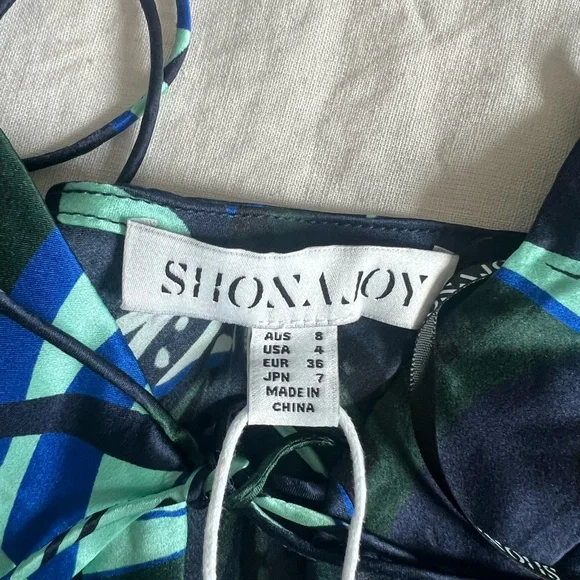 SHONA JOY
AUS 8
USA 4
EUR 36
JPN 7
MADE IN
CHINA